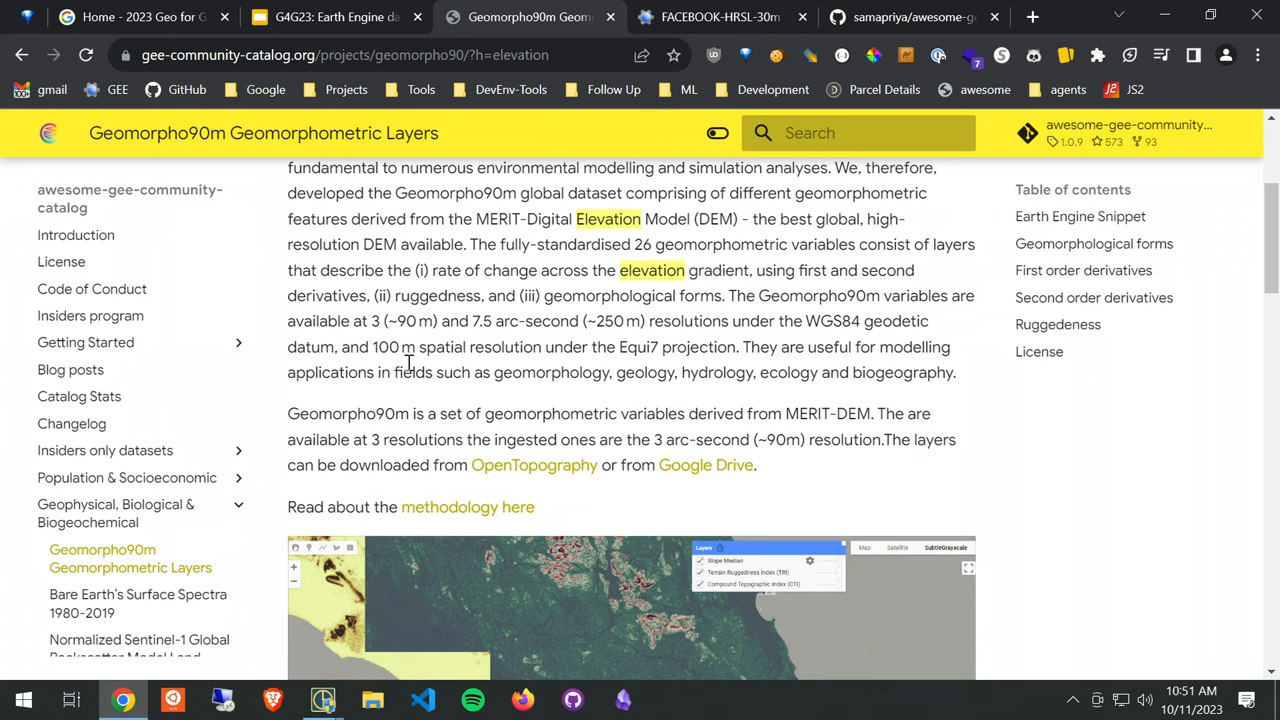 Home - 2023 Geo for G
G4G23: Earth Engine da
Geomorpho90m Geom
FACEBOOK-HRSL-30m
samapriya/awesome-ge
gee-community-catalog.org/projects/geomorpho90/?h=elevation
gmail
GEE
GitHub
Google
Projects
Tools
DevEnv-Tools
Follow Up
ML
Development
Parcel Details
awesome
agents
JS2
Geomorpho90m Geomorphometric Layers
Search
awesome-gee-community-...
1.0.9 573 93
awesome-gee-community-
catalog
Introduction
License
Code of Conduct
Insiders program
Getting Started
Blog posts
Catalog Stats
Changelog
Insiders only datasets
Population & Socioeconomic
Geophysical, Biological &
Biogeochemical
Geomorpho90m
Geomorphometric Layers
Bare Earth's Surface Spectra
1980-2019
Normalized Sentinel-1 Global
Backscatter Model Land
fundamental to numerous environmental modelling and simulation analyses. We, therefore,
developed the Geomorpho90m global dataset comprising of different geomorphometric
features derived from the MERIT-Digital Elevation Model (DEM) - the best global, high-
resolution DEM available. The fully-standardised 26 geomorphometric variables consist of layers
that describe the (i) rate of change across the elevation gradient, using first and second
derivatives, (ii) ruggedness, and (iii) geomorphological forms. The Geomorpho90m variables are
available at 3 (~90 m) and 7.5 arc-second (~250 m) resolutions under the WGS84 geodetic
datum, and 100 m spatial resolution under the Equi7 projection. They are useful for modelling
applications in fields such as geomorphology, geology, hydrology, ecology and biogeography.
Geomorpho90m is a set of geomorphometric variables derived from MERIT-DEM. The are
available at 3 resolutions the ingested ones are the 3 arc-second (~90m) resolution.The layers
can be downloaded from OpenTopography or from Google Drive.
Read about the methodology here
Layers
Slope Median
Terrain Ruggedness Index (TRI)
Compound Topographic Index (CTI)
Map
Satellite
SubtleGrayscale
Table of contents
Earth Engine Snippet
Geomorphological forms
First order derivatives
Second order derivatives
Ruggedeness
License
10:51 AM
10/11/2023